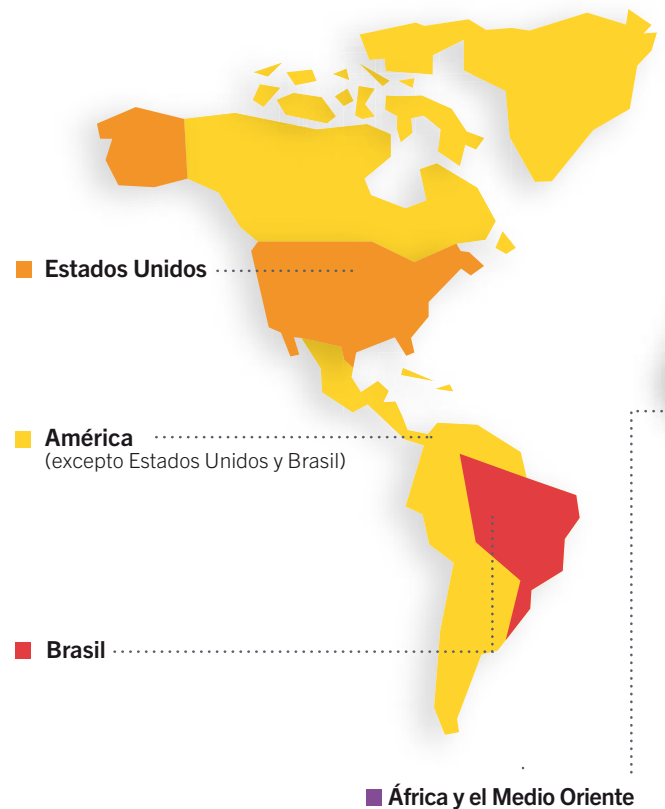 Estados Unidos
América
(excepto Estados Unidos y Brasil)
Brasil
África y el Medio Oriente